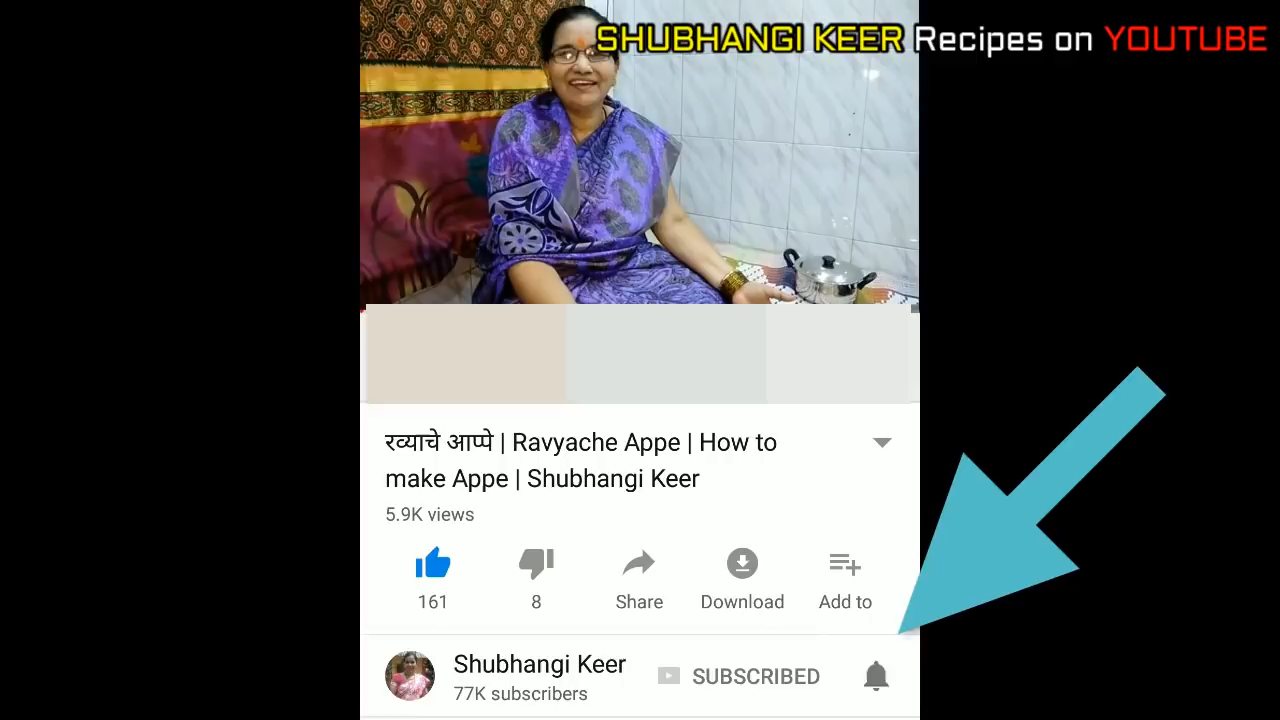 SHUBHANGI KEER Recipes on YOUTUBE
रव्याचे आप्पे | Ravyache Appe | How to
make Appe | Shubhangi Keer
5.9K views
161
8
Share
Download
Add to
Shubhangi Keer
SUBSCRIBED
77K subscribers